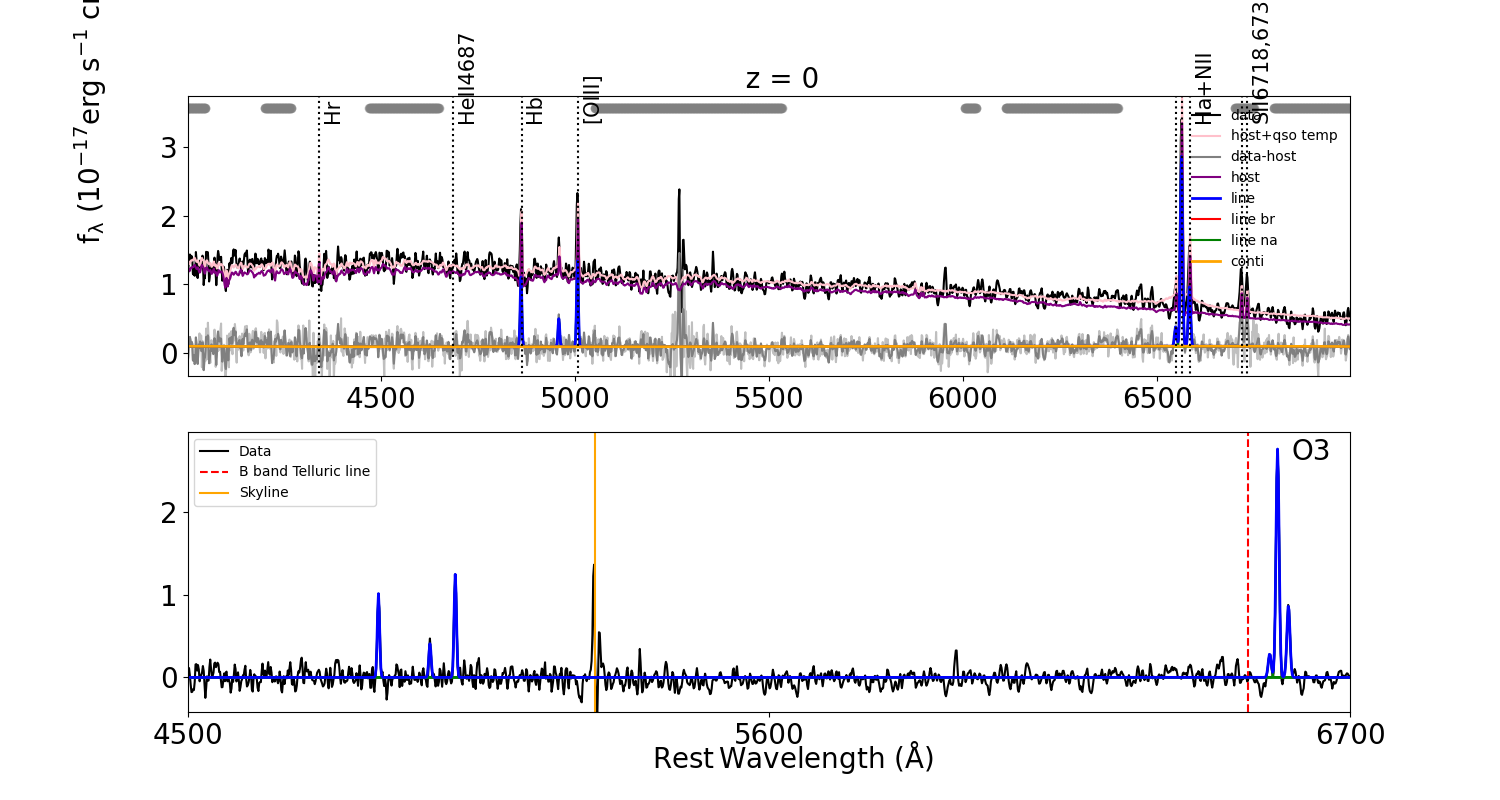 z = 0
f_λ (10^−17 erg s^−1 c
Hr
HeII4687
Hb
[OIII]
Ha+NII
SII6718,673
data
host+qso temp
data-host
host
line
line br
line na
conti
3
2
1
0
4500 5000 5500 6000 6500
O3
Data
B band Telluric line
Skyline
2
1
0
4500 5600 6700
Rest Wavelength (Å)